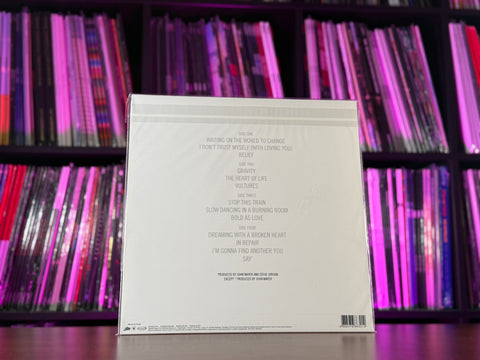 SIDE ONE
WAITING ON THE WORLD TO CHANGE
I DON'T TRUST MYSELF (WITH LOVING YOU)
BELIEF
SIDE TWO
GRAVITY
THE HEART OF LIFE
VULTURES
SIDE THREE
STOP THIS TRAIN
SLOW DANCING IN A BURNING ROOM
BOLD AS LOVE
SIDE FOUR
DREAMING WITH A BROKEN HEART
IN REPAIR
I'M GONNA FIND ANOTHER YOU
SAY
PRODUCED BY JOHN MAYER AND STEVE JORDAN
EXCEPT * PRODUCED BY JOHN MAYER